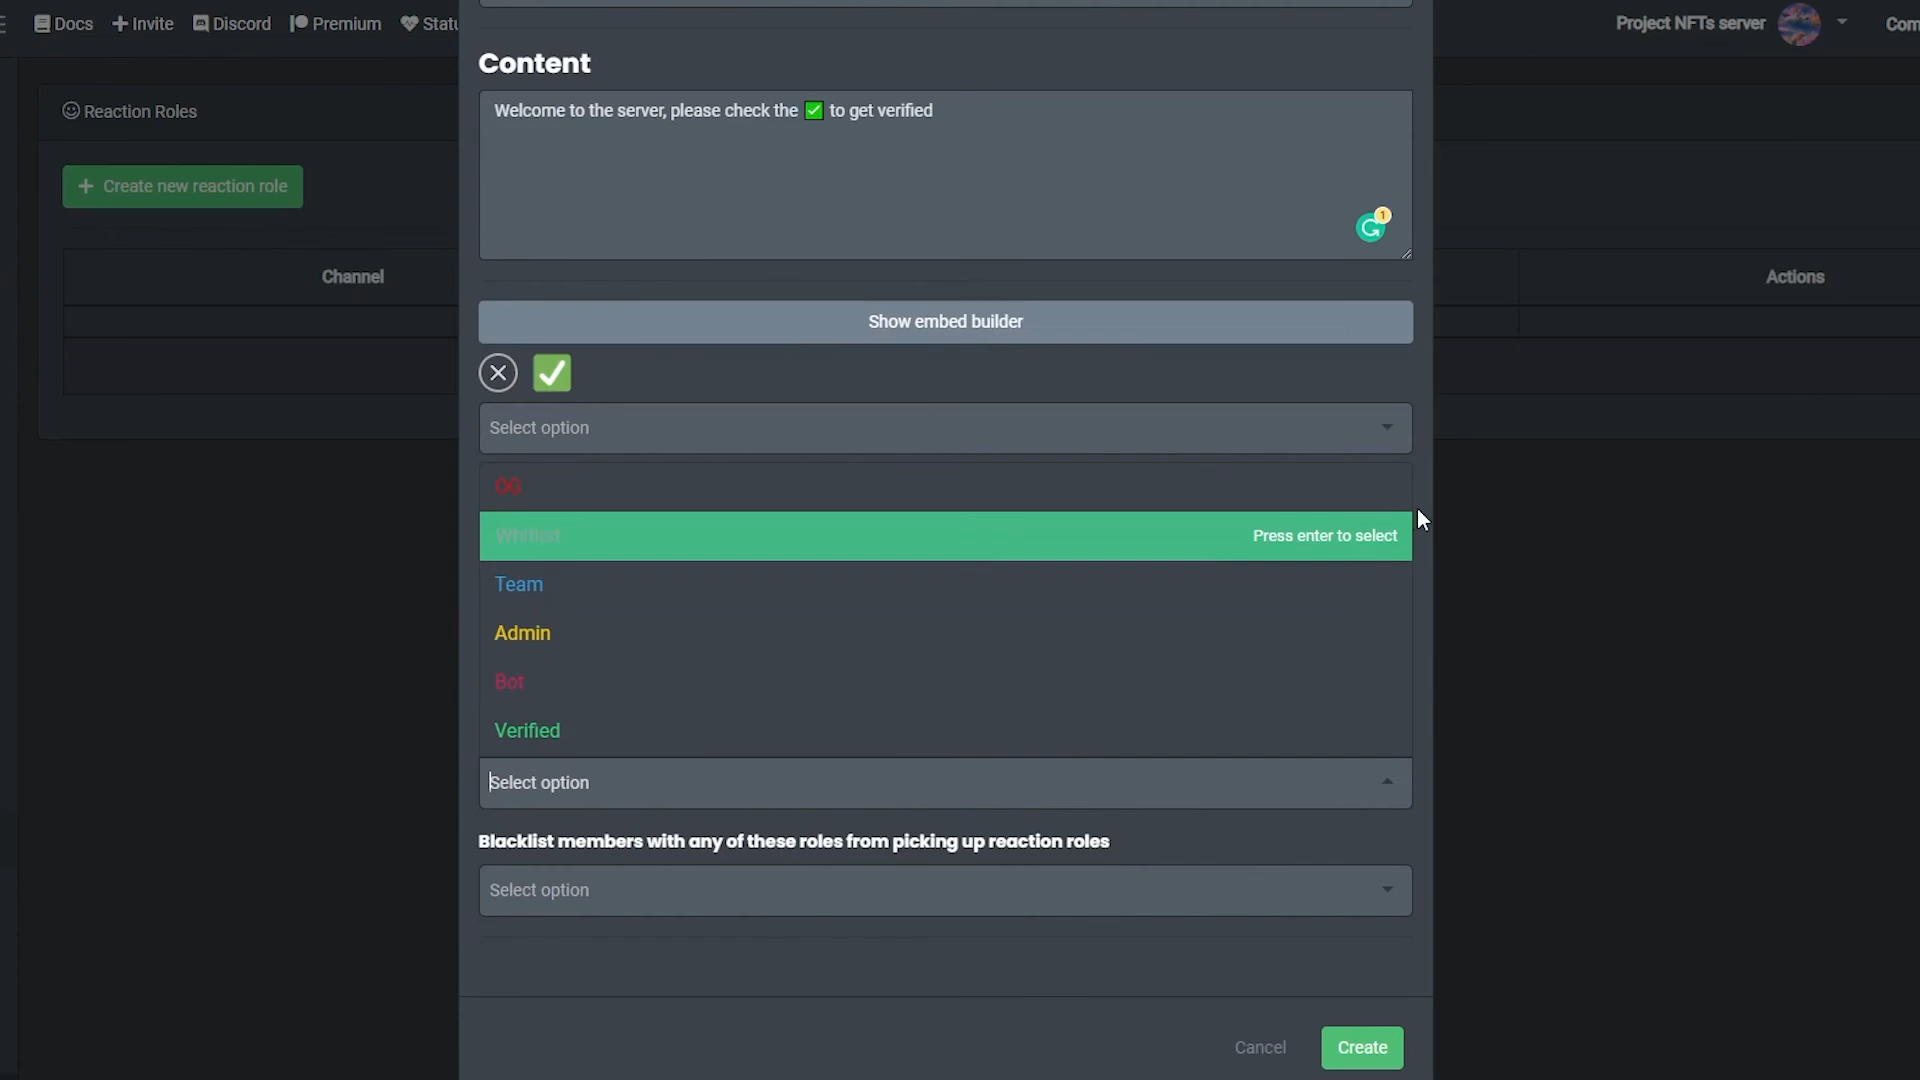 Docs Invite Discord Premium Statu
Project NFTs server Com
Reaction Roles
Create new reaction role
Channel
Actions
Content
Welcome to the server, please check the ✅ to get verified
1
Show embed builder
Select option
OG
Whitlist Press enter to select
Team
Admin
Bot
Verified
Select option
Blacklist members with any of these roles from picking up reaction roles
Select option
Cancel Create